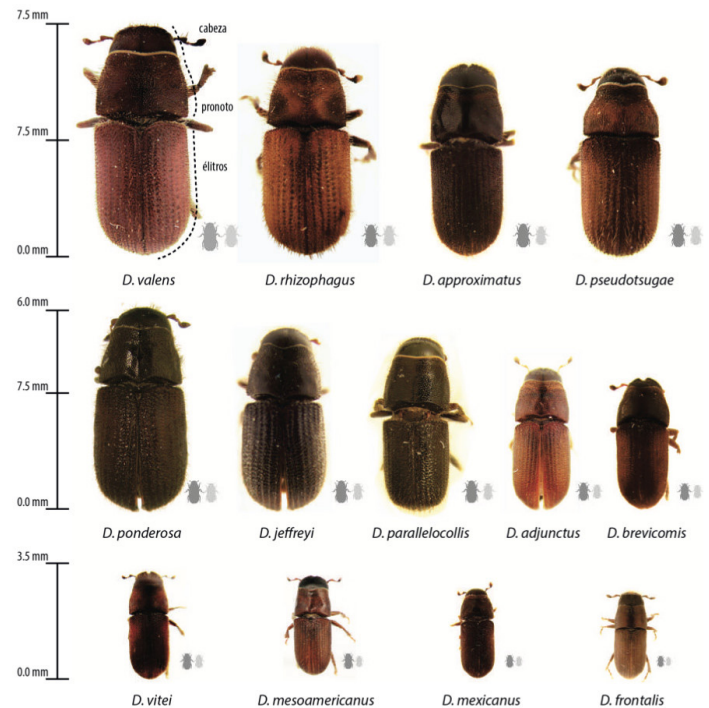 7.5 mm
cabeza
pronoto
7.5 mm
élitros
0.0 mm
D. valens D. rhizophagus D. approximatus D. pseudotsugae
6.0 mm
7.5 mm
0.0 mm
D. ponderosa D. jeffreyi D. parallelocollis D. adjunctus D. brevicomis
3.5 mm
0.0 mm
D. vitei D. mesoamericanus D. mexicanus D. frontalis